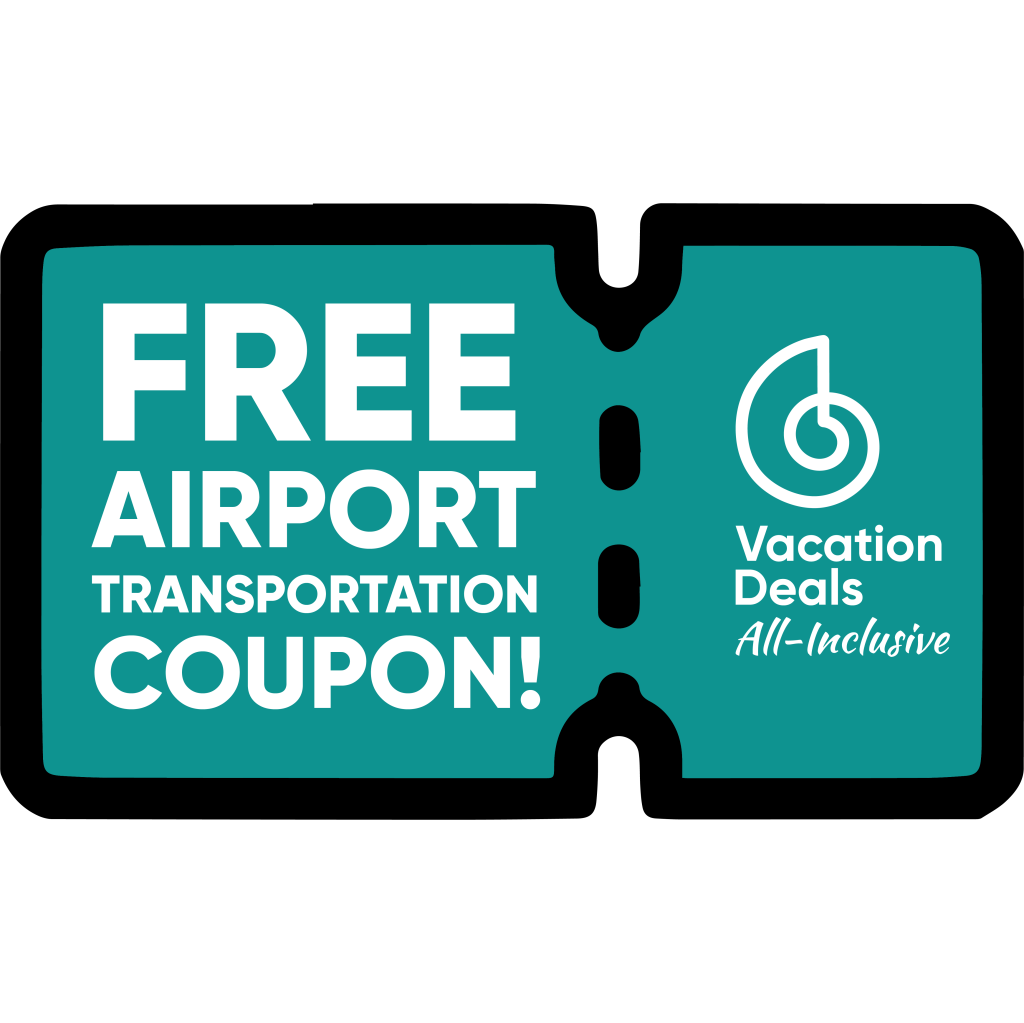 FREE
AIRPORT
TRANSPORTATION
COUPON!
Vacation
Deals
All-Inclusive